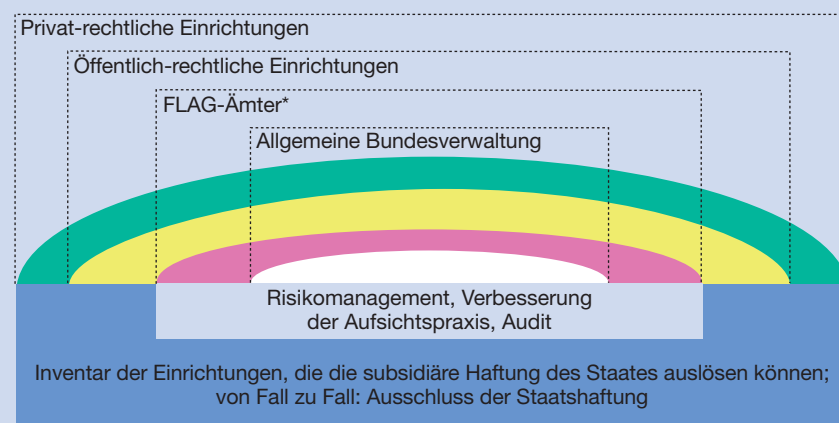 Privat-rechtliche Einrichtungen
Öffentlich-rechtliche Einrichtungen
FLAG-Ämter*
Allgemeine Bundesverwaltung
Risikomanagement, Verbesserung
der Aufsichtspraxis, Audit
Inventar der Einrichtungen, die die subsidiäre Haftung des Staates auslösen können;
von Fall zu Fall: Ausschluss der Staatshaftung